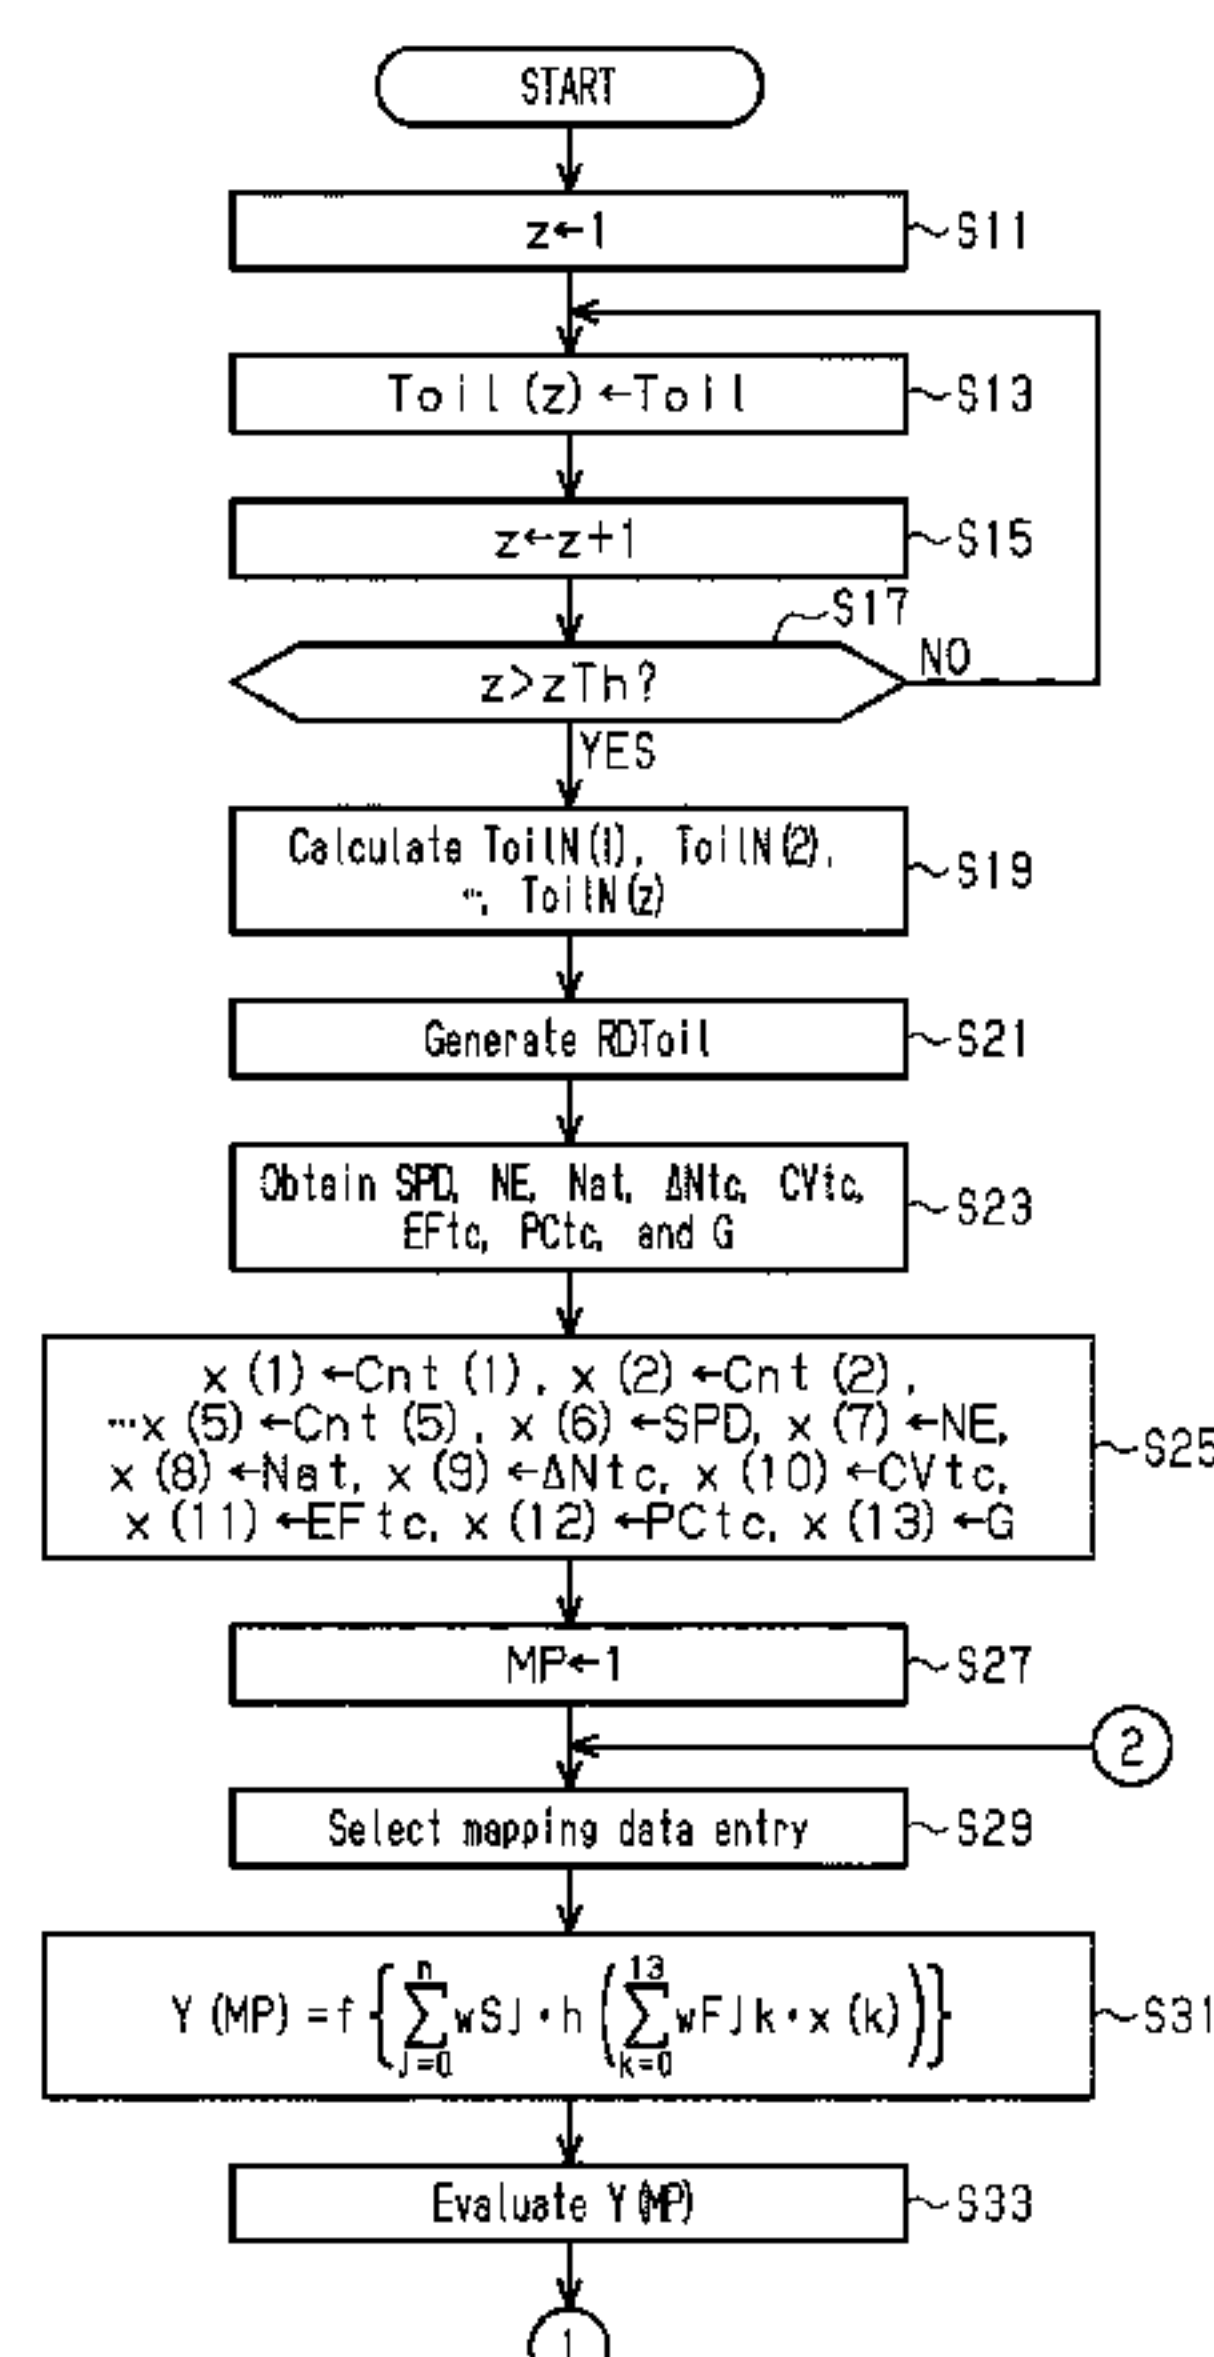 START
z←1
S11
Toil (z) ←Toil
S13
z←z+1
S15
S17
z>zTh?
NO
YES
Calculate ToilN(1), ToilN(2),
…, ToilN(z)
S19
Generate RDToil
S21
Obtain SPD, NE, Nat, ΔNtc, CVtc,
EFtc, PCtc, and G
S23
x (1) ←Cnt (1), x (2) ←Cnt (2),
…x (5) ←Cnt (5), x (6) ←SPD, x (7) ←NE,
x (8) ←Nat, x (9) ←ΔNtc, x (10) ←CVtc,
x (11) ←EFtc, x (12) ←PCtc, x (13) ←G
S25
MP←1
S27
2
Select mapping data entry
S29
Y (MP) = f { n ∑ J=0 wSJ · h ( 13 ∑ k=0 wFJk · x (k) ) }
S31
Evaluate Y(MP)
S33
1